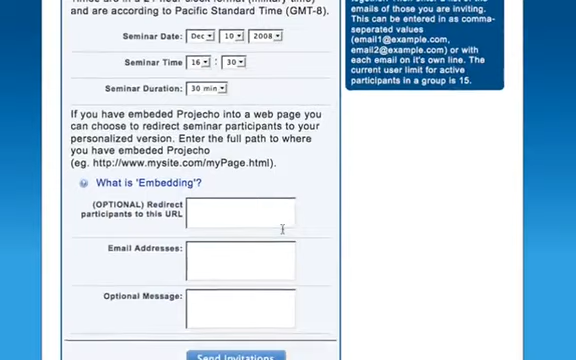 Times are in a 24 hour clock format (military time)
and are according to Pacific Standard Time (GMT-8).
Seminar Date: Dec 10 2008
Seminar Time 16 : 30
Seminar Duration: 30 min
If you have embeded Projecho into a web page you
can choose to redirect seminar participants to your
personalized version. Enter the full path to where
you have embeded Projecho
(eg. http://www.mysite.com/myPage.html).
What is 'Embedding'?
(OPTIONAL) Redirect
participants to this URL
Email Addresses:
Optional Message:
Send Invitations
together. Then enter a list of the
emails of those you are inviting.
This can be entered in as comma-
seperated values
(email1@example.com,
email2@example.com) or with
each email on it's own line. The
current user limit for active
participants in a group is 15.